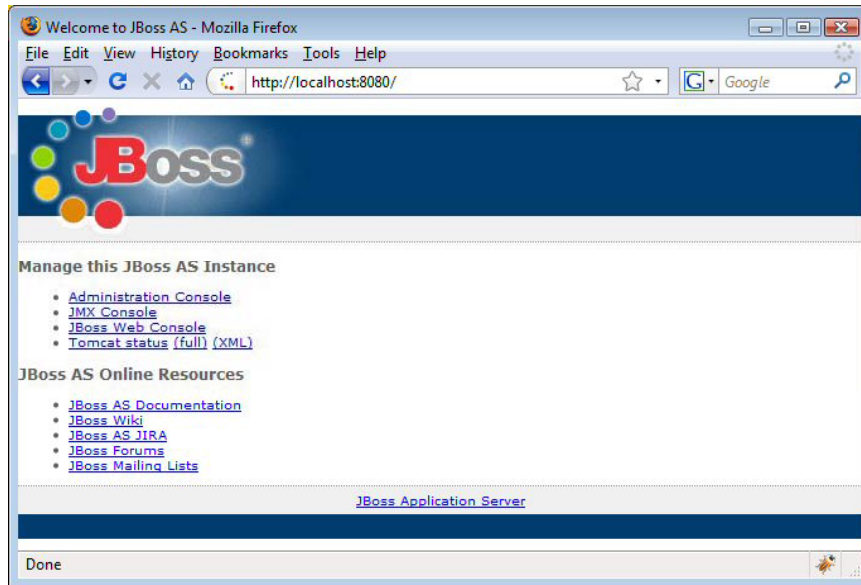 Welcome to JBoss AS - Mozilla Firefox
File Edit View History Bookmarks Tools Help
http://localhost:8080/ G Google
JBoss
Manage this JBoss AS Instance
Administration Console
JMX Console
JBoss Web Console
Tomcat status (full) (XML)
JBoss AS Online Resources
JBoss AS Documentation
JBoss Wiki
JBoss AS JIRA
JBoss Forums
JBoss Mailing Lists
JBoss Application Server
Done